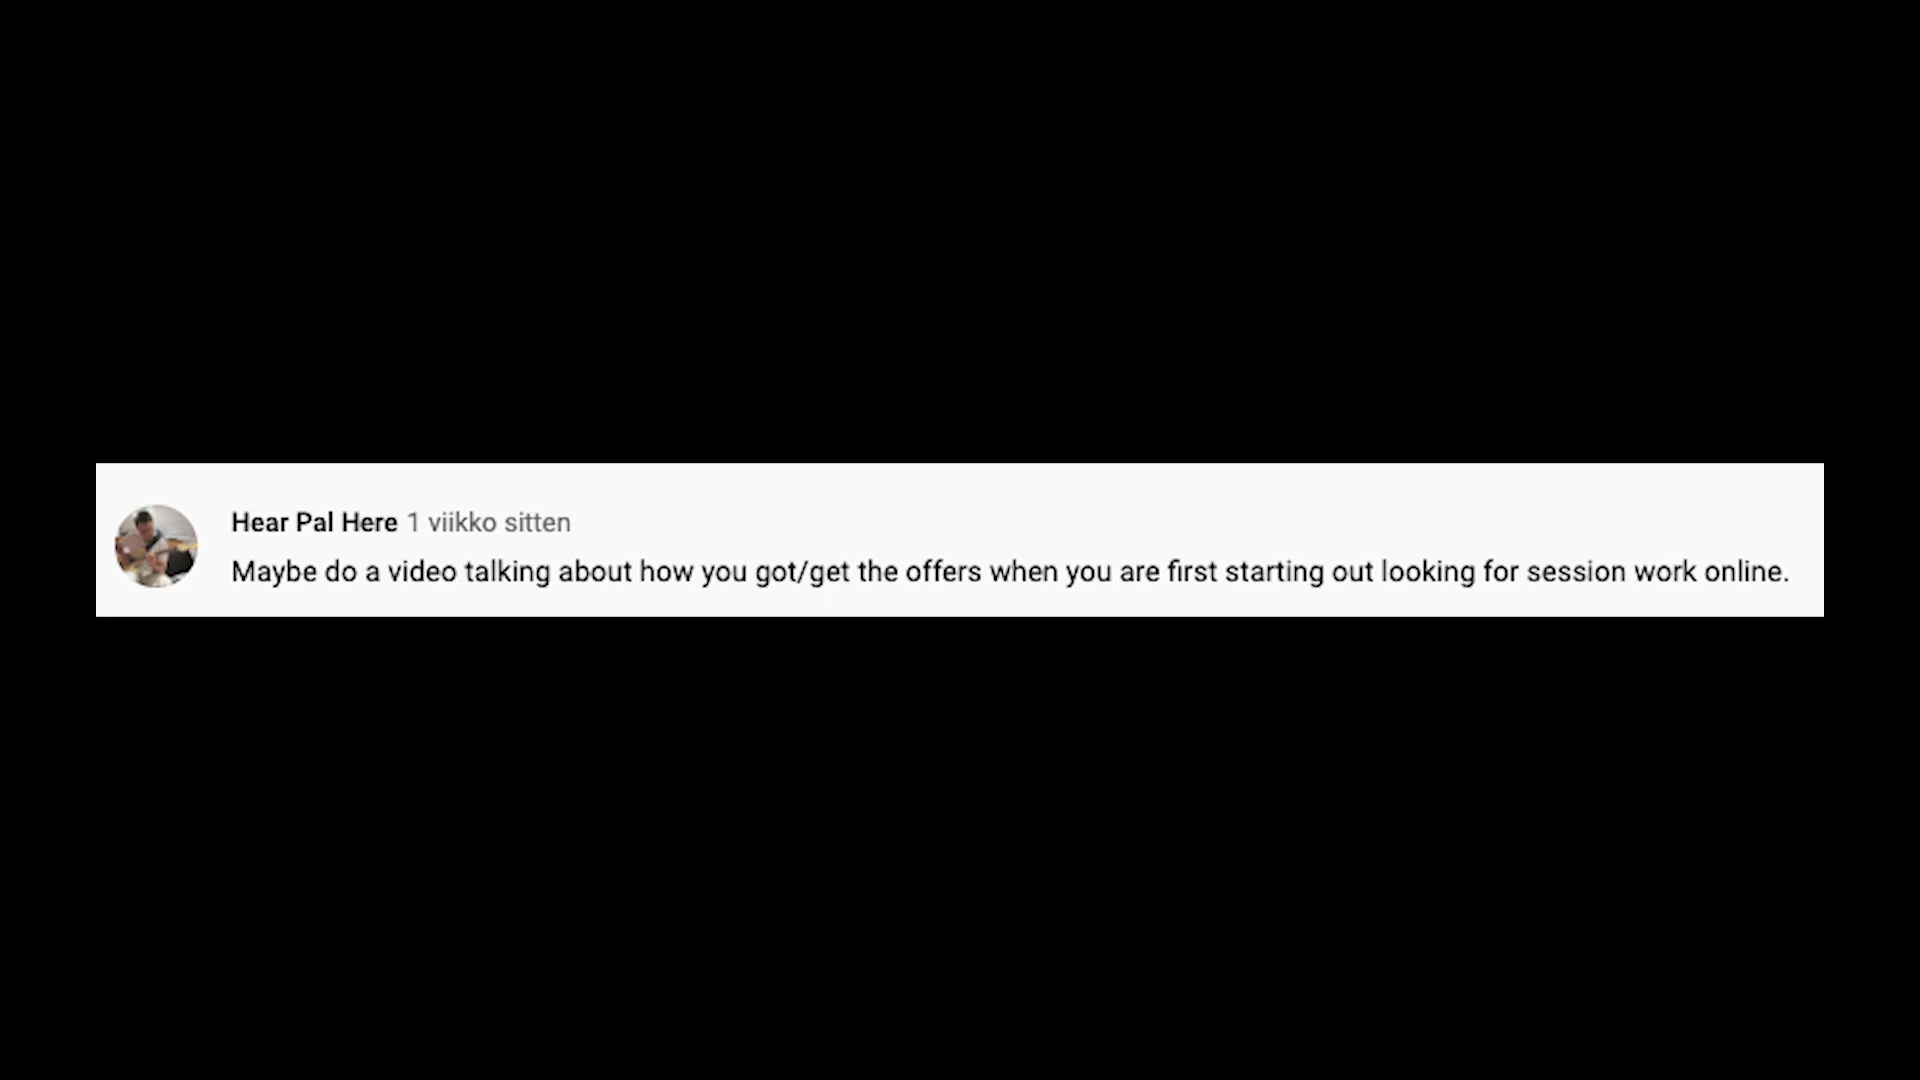 Hear Pal Here 1 viikko sitten
Maybe do a video talking about how you got/get the offers when you are first starting out looking for session work online.